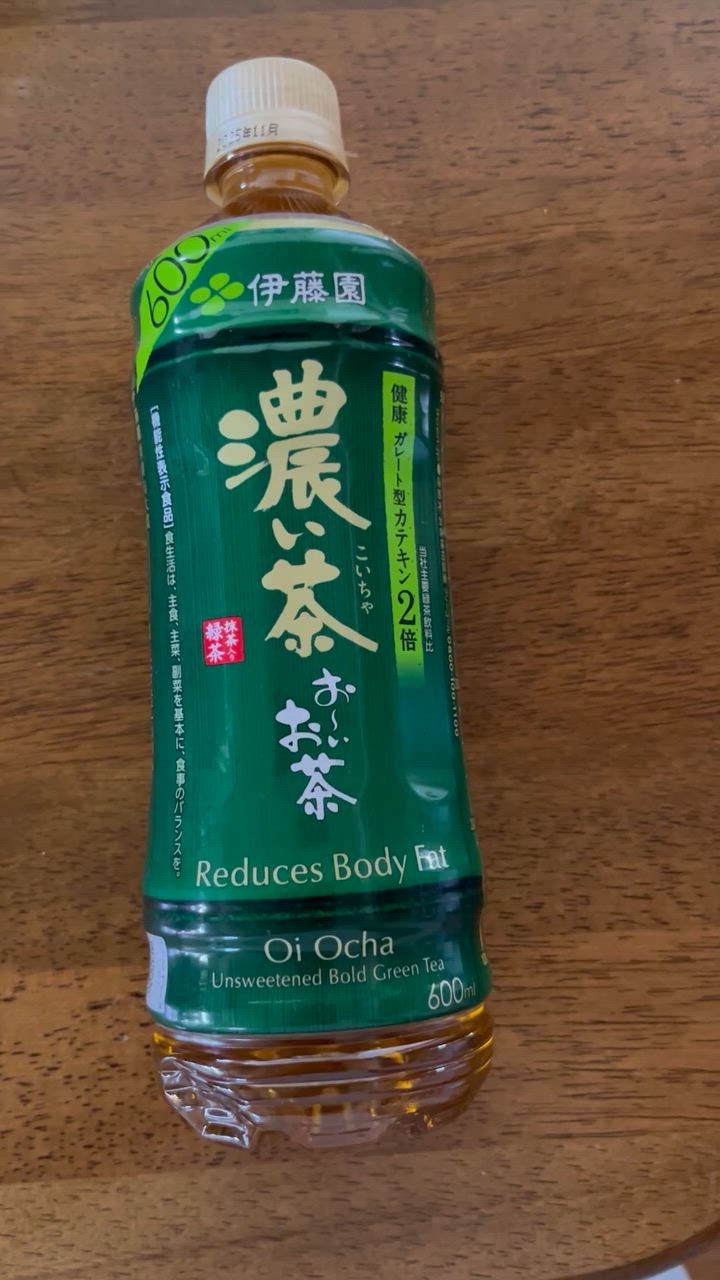 2025年11月
600ml
伊藤園
濃い茶
こいちゃ
お～いお茶
健康 ガレート型カテキン2倍
当社主要緑茶飲料比
抹茶入り
緑茶
[機能性表示食品]食生活は、主食、主菜、副菜を基本に、食事のバランスを。
Reduces Body Fat
Oi Ocha
Unsweetened Bold Green Tea
600ml